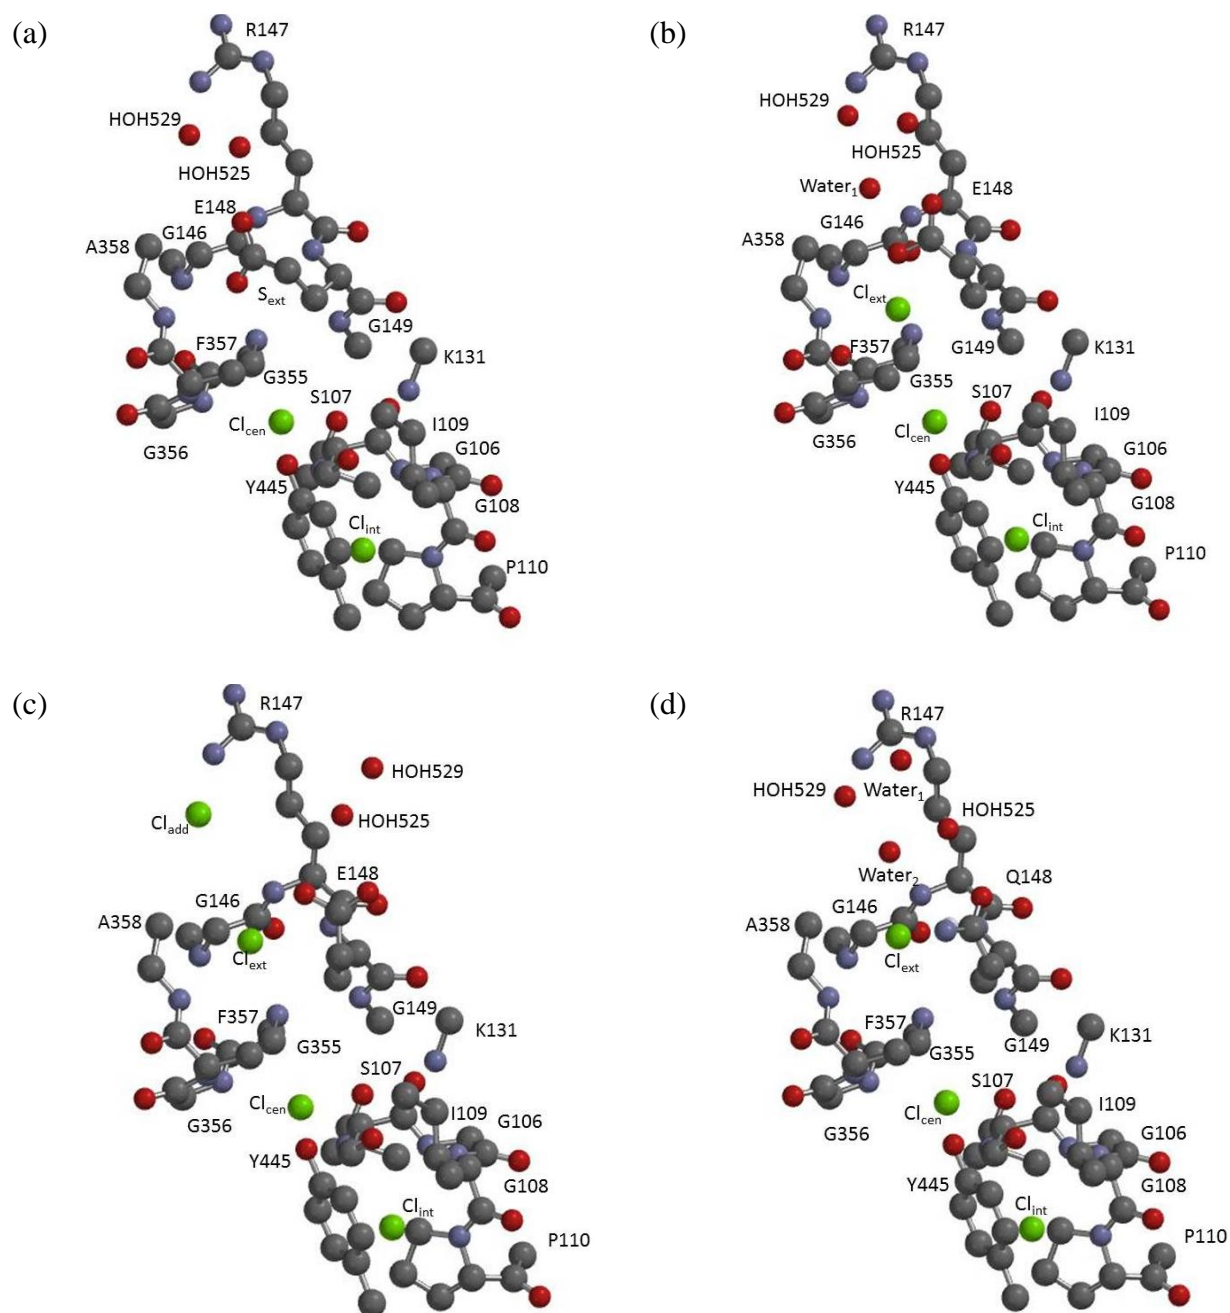 (a)
R147
HOH529
HOH525
E148
G146
A358
S_ext
G149
F357
K131
G355
S107
Cl_cen
I109
G356
G106
Y445
G108
Cl_int
P110
(b)
R147
HOH529
HOH525
Water_1
E148
G146
A358
Cl_ext
F357
G149
K131
G355
S107
Cl_cen
I109
G356
G106
Y445
G108
Cl_int
P110
(c)
R147
HOH529
Cl_add
HOH525
E148
G146
A358
Cl_ext
G149
F357
K131
G355
S107
Cl_cen
I109
G356
G106
Y445
G108
Cl_int
P110
(d)
R147
HOH529
Water_1
HOH525
Water_2
Q148
G146
A358
Cl_ext
F357
K131
G355
G149
S107
Cl_cen
I109
G356
G106
Y445
G108
Cl_int
P110